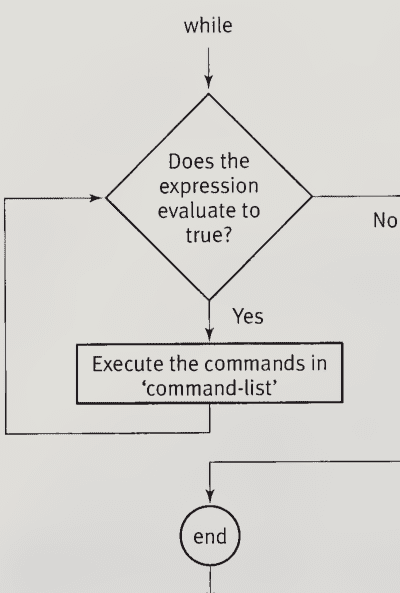 while
Does the
expression
evaluate to
true?
No
Yes
Execute the commands in
‘command-list’
end